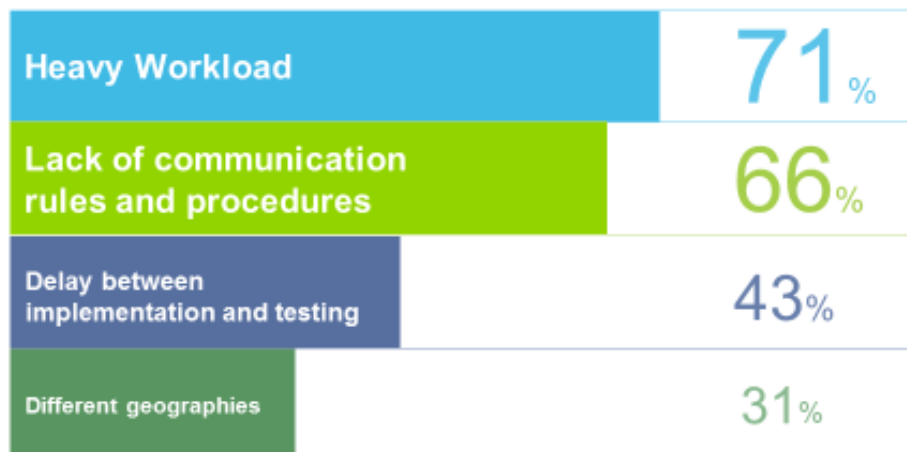 Heavy Workload
71%
Lack of communication
rules and procedures
66%
Delay between
implementation and testing
43%
Different geographies
31%